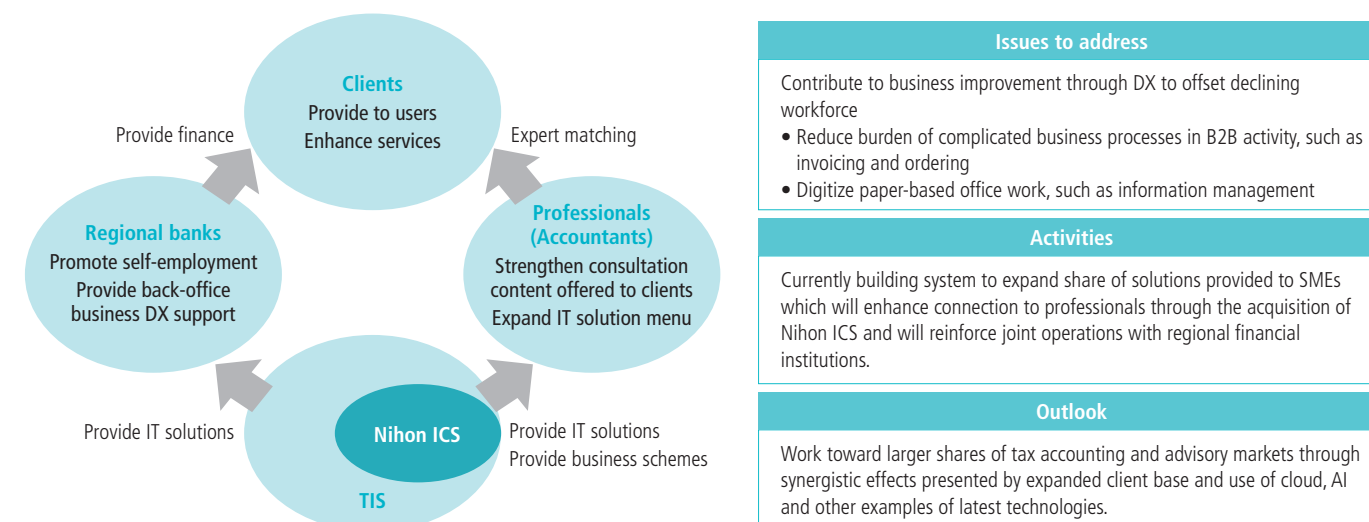 Clients
Provide to users
Enhance services
Provide finance
Expert matching
Regional banks
Promote self-employment
Provide back-office
business DX support
Professionals
(Accountants)
Strengthen consultation
content offered to clients
Expand IT solution menu
Provide IT solutions
Nihon ICS
Provide IT solutions
Provide business schemes
TIS
Issues to address
Contribute to business improvement through DX to offset declining
workforce
• Reduce burden of complicated business processes in B2B activity, such as
invoicing and ordering
• Digitize paper-based office work, such as information management
Activities
Currently building system to expand share of solutions provided to SMEs
which will enhance connection to professionals through the acquisition of
Nihon ICS and will reinforce joint operations with regional financial
institutions.
Outlook
Work toward larger shares of tax accounting and advisory markets through
synergistic effects presented by expanded client base and use of cloud, AI
and other examples of latest technologies.